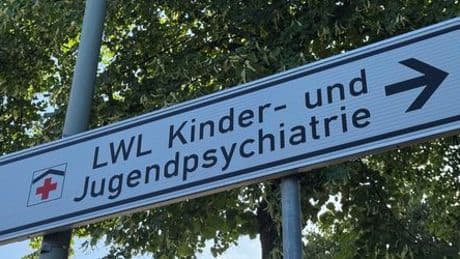 LWL Kinder- und
Jugendpsychiatrie